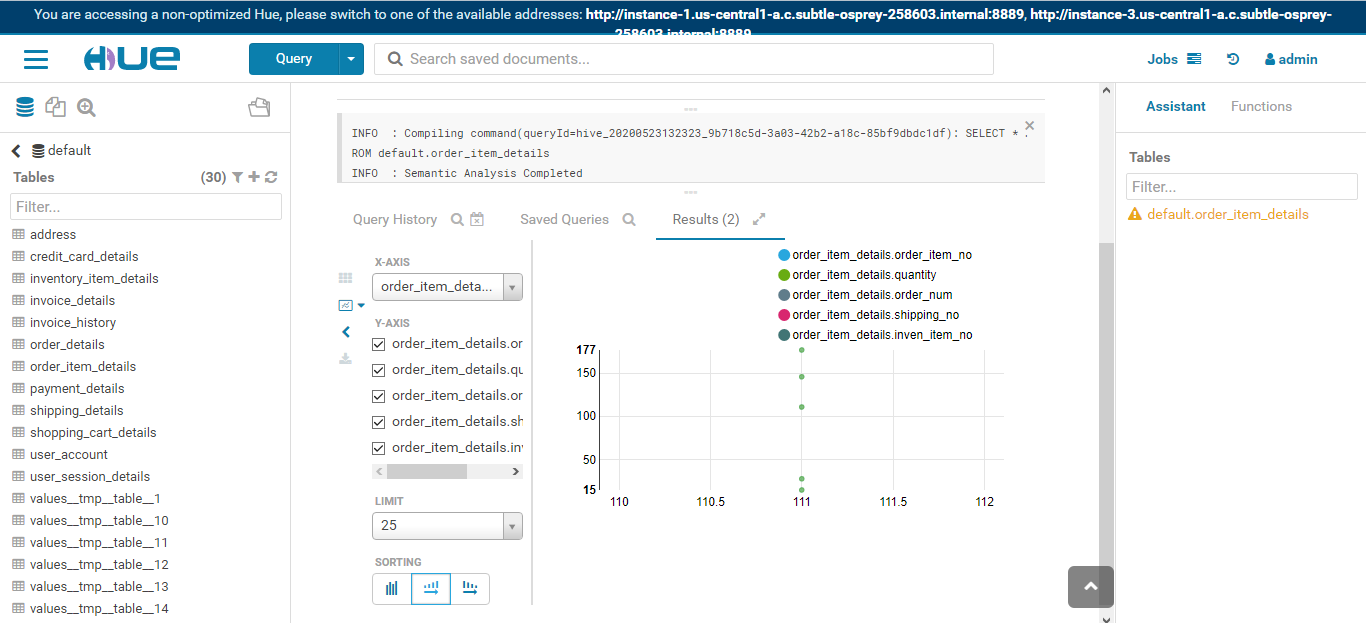 You are accessing a non-optimized Hue, please switch to one of the available addresses: http://instance-1.us-central1-a.c.subtle-osprey-258603.internal:8889, http://instance-3.us-central1-a.c.subtle-osprey-
258603.internal:8889
HUE
Query
Search saved documents...
Jobs
admin
default
Tables
(30)
Filter...
address
credit_card_details
inventory_item_details
invoice_details
invoice_history
order_details
order_item_details
payment_details
shipping_details
shopping_cart_details
user_account
user_session_details
values__tmp__table__1
values__tmp__table__10
values__tmp__table__11
values__tmp__table__12
values__tmp__table__13
values__tmp__table__14
INFO  : Compiling command(queryId=hive_20200523132323_9b718c5d-3a03-42b2-a18c-85bf9dbdc1df): SELECT *
ROM default.order_item_details
INFO  : Semantic Analysis Completed
Query History
Saved Queries
Results (2)
X-AXIS
order_item_deta...
Y-AXIS
order_item_details.or
order_item_details.qu
order_item_details.or
order_item_details.sh
order_item_details.inv
LIMIT
25
SORTING
order_item_details.order_item_no
order_item_details.quantity
order_item_details.order_num
order_item_details.shipping_no
order_item_details.inven_item_no
177
150
100
50
15
110 110.5 111 111.5 112
Assistant
Functions
Tables
Filter...
default.order_item_details